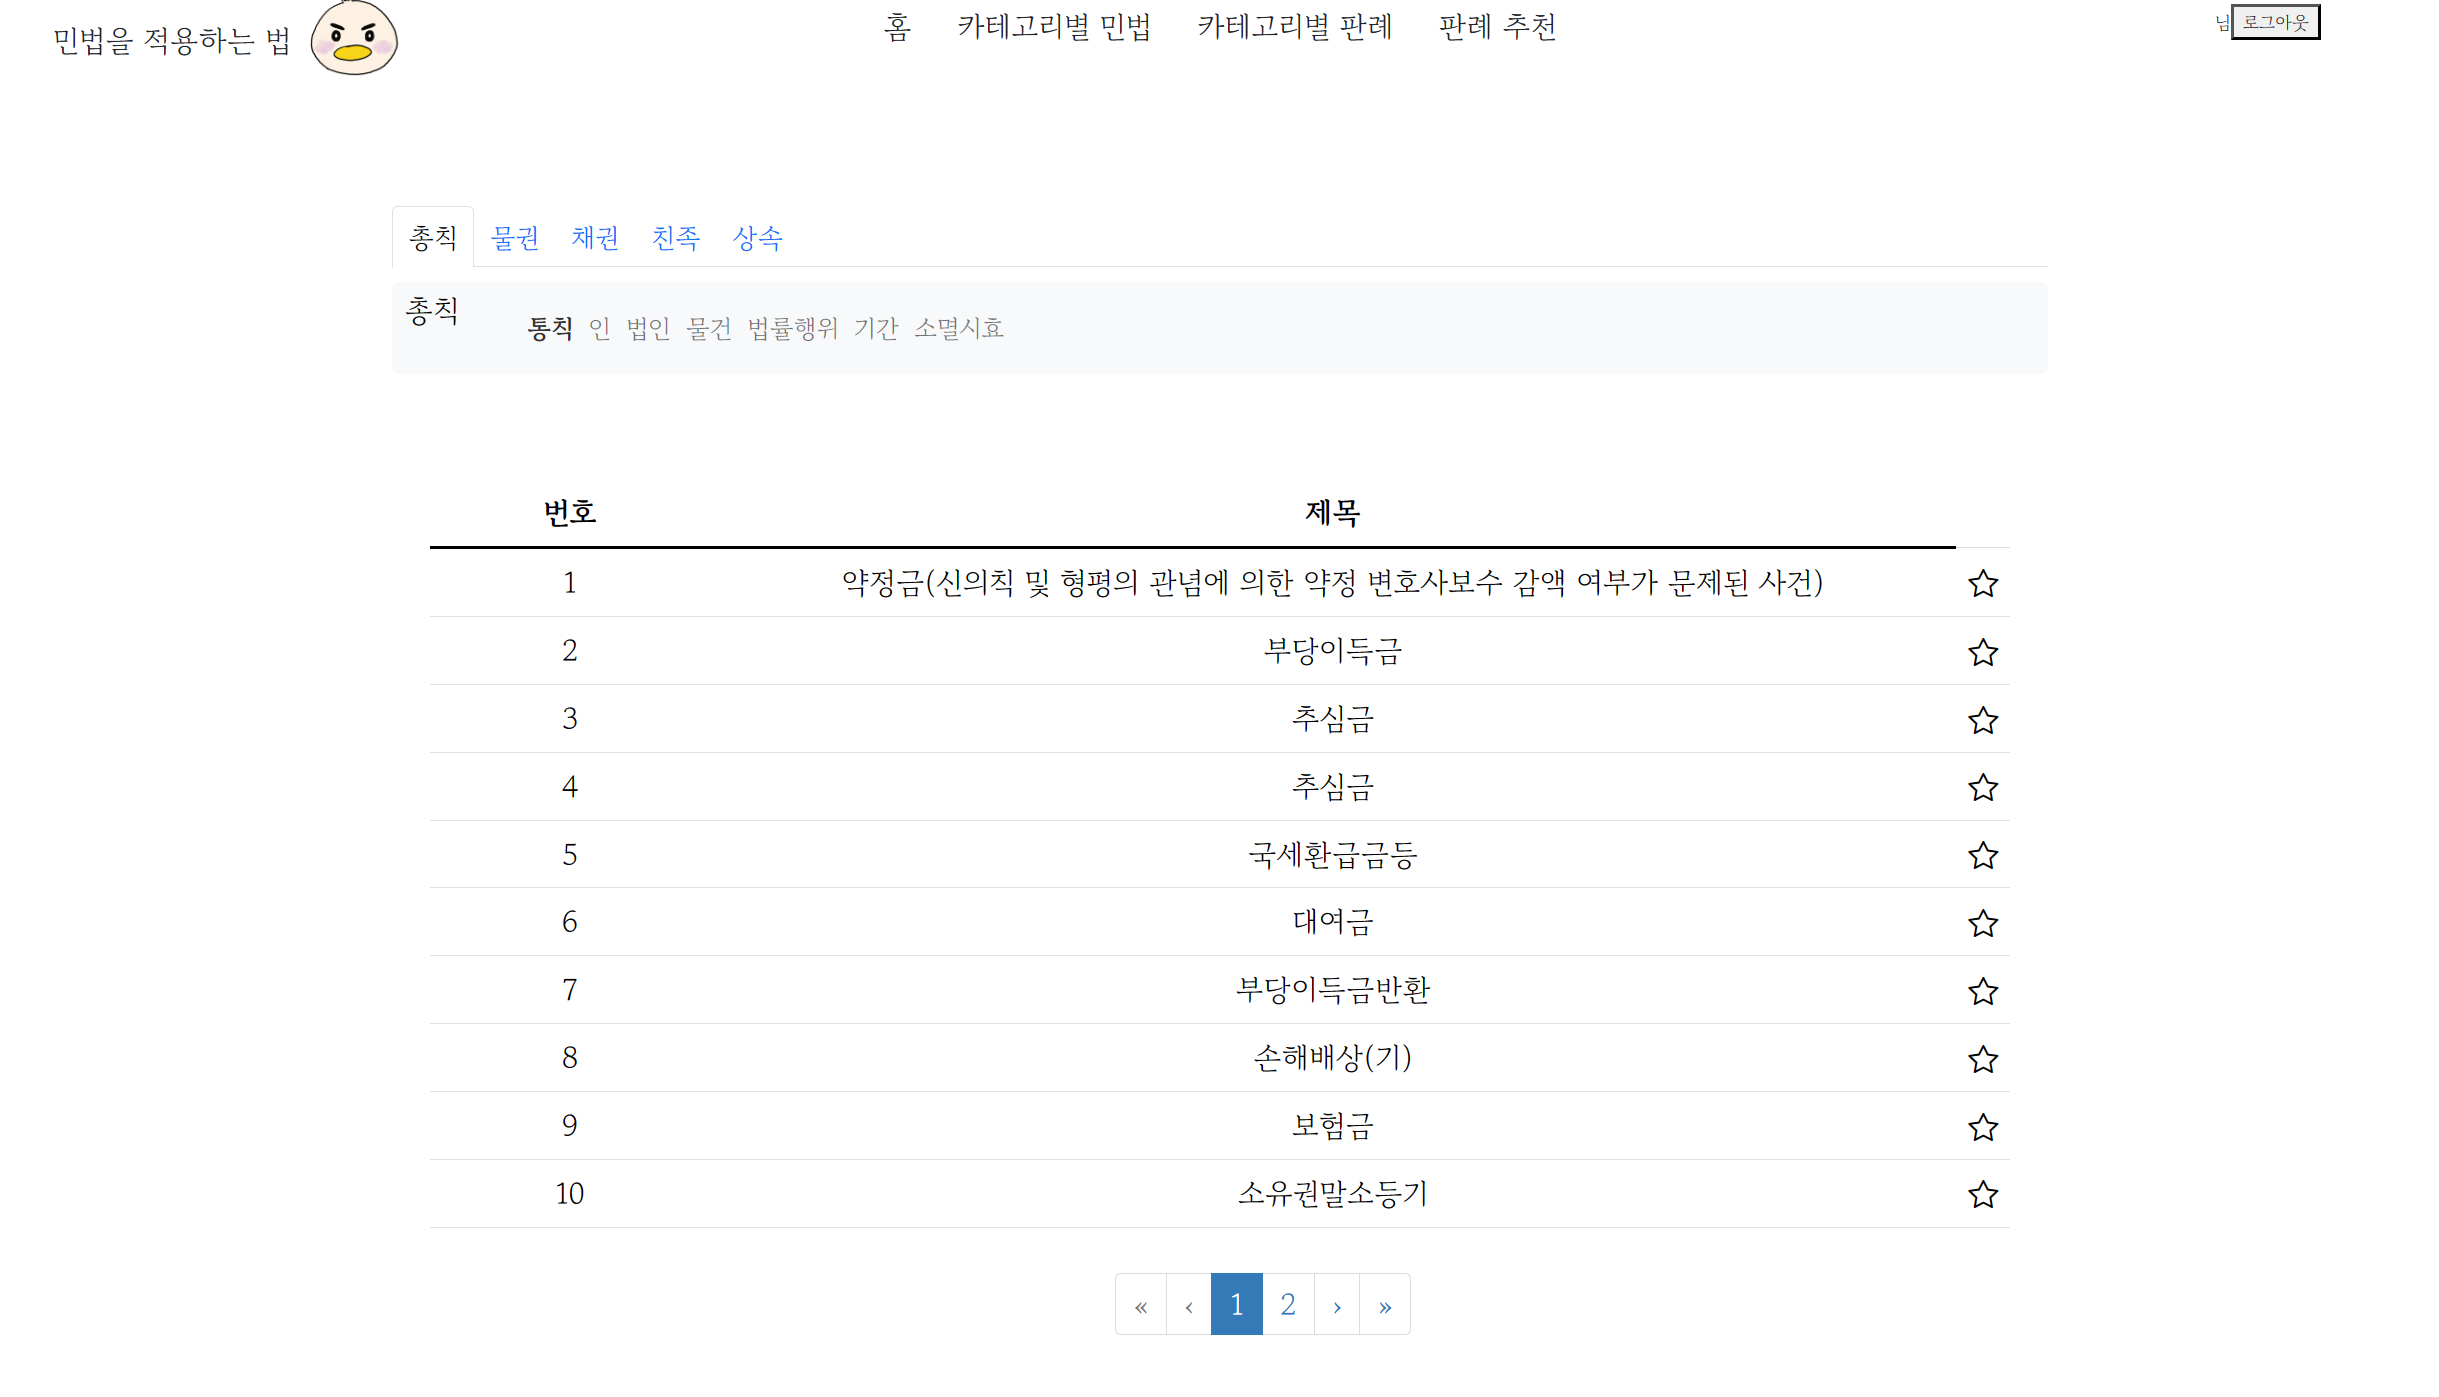 민법을 적용하는 법
홈 카테고리별 민법 카테고리별 판례 판례 추천
님 로그아웃
총칙 물권 채권 친족 상속
총칙
통칙 인 법인 물건 법률행위 기간 소멸시효
번호 제목
1 약정금(신의칙 및 형평의 관념에 의한 약정 변호사보수 감액 여부가 문제된 사건)
2 부당이득금
3 추심금
4 추심금
5 국세환급금등
6 대여금
7 부당이득금반환
8 손해배상(기)
9 보험금
10 소유권말소등기
« ‹ 1 2 › »